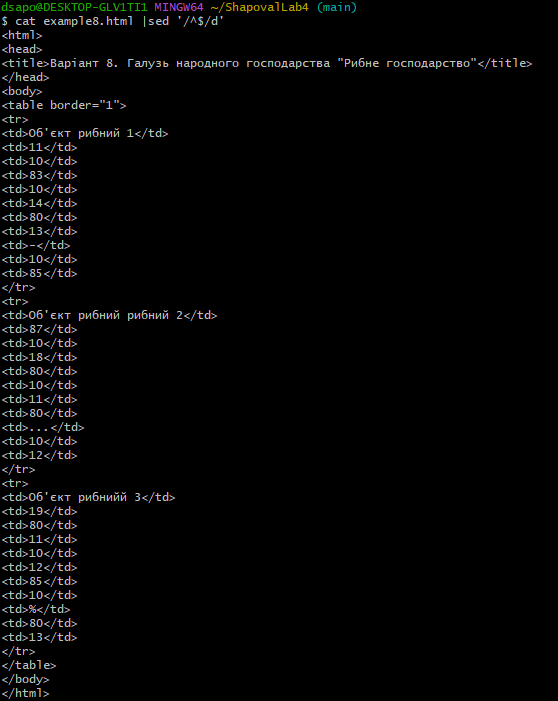 dsapo@DESKTOP-GLV1TI1 MINGW64 ~/ShapovalLab4 (main)
$ cat example8.html |sed '/^$/d'
<html>
<head>
<title>Варіант 8. Галузь народного господарства "Рибне господарство"</title>
</head>
<body>
<table border="1">
<tr>
<td>Об'єкт рибний 1</td>
<td>11</td>
<td>10</td>
<td>83</td>
<td>10</td>
<td>14</td>
<td>80</td>
<td>13</td>
<td>-</td>
<td>10</td>
<td>85</td>
</tr>
<tr>
<td>Об'єкт рибний рибний 2</td>
<td>87</td>
<td>10</td>
<td>18</td>
<td>80</td>
<td>10</td>
<td>11</td>
<td>80</td>
<td>...</td>
<td>10</td>
<td>12</td>
</tr>
<tr>
<td>Об'єкт рибнийй 3</td>
<td>19</td>
<td>80</td>
<td>11</td>
<td>10</td>
<td>12</td>
<td>85</td>
<td>10</td>
<td>%</td>
<td>80</td>
<td>13</td>
</tr>
</table>
</body>
</html>